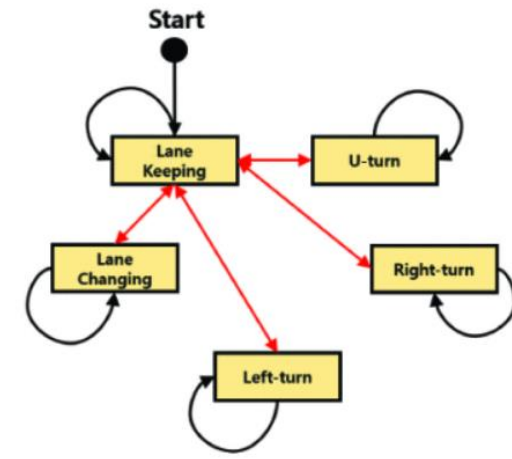 Start
Lane
Keeping
U-turn
Lane
Changing
Right-turn
Left-turn